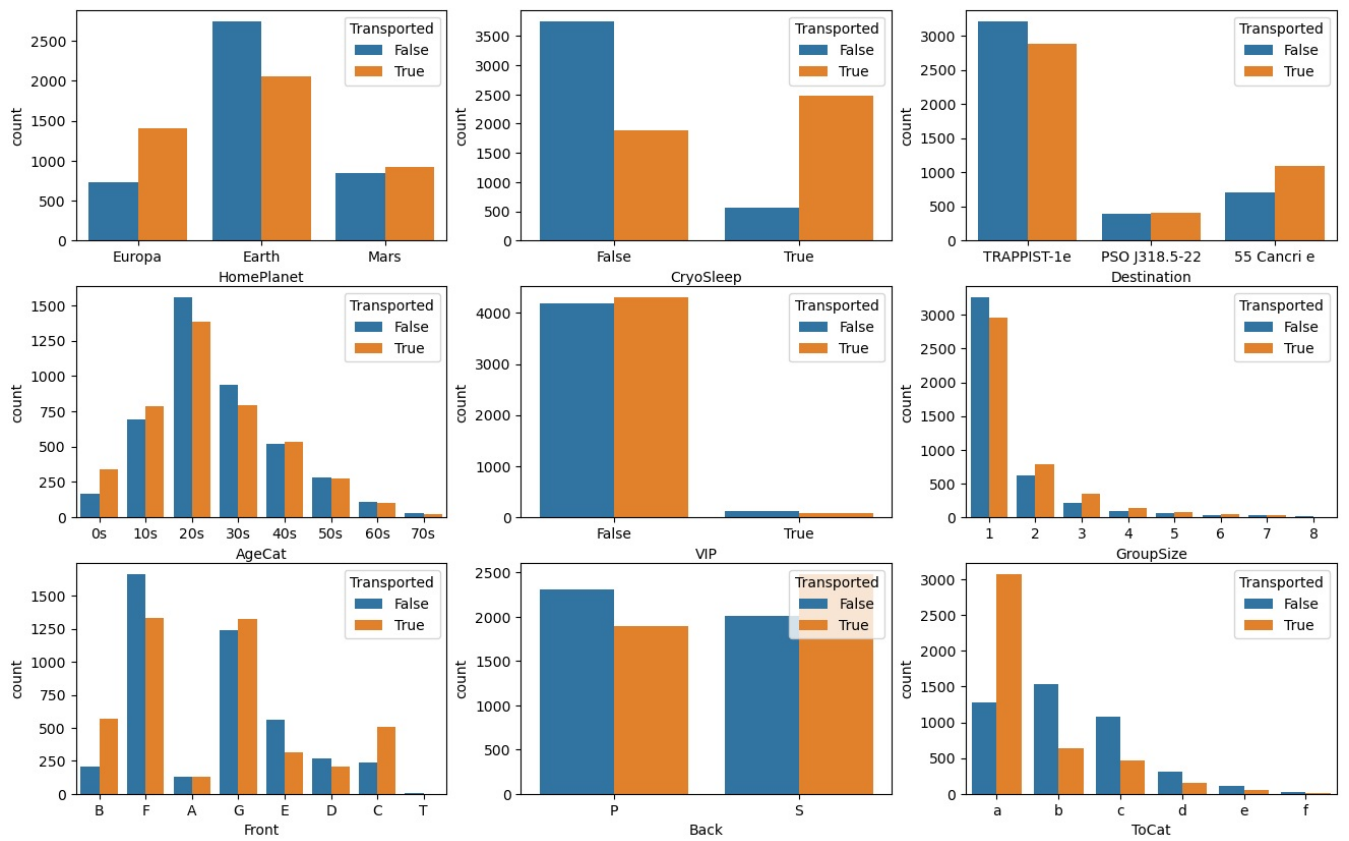 Transported
False
True
2500
2000
1500
1000
500
0
count
Europa Earth Mars
HomePlanet
Transported
False
True
3500
3000
2500
2000
1500
1000
500
0
count
False True
CryoSleep
Transported
False
True
3000
2500
2000
1500
1000
500
0
count
TRAPPIST-1e PSO J318.5-22 55 Cancri e
Destination
Transported
False
True
1500
1250
1000
750
500
250
0
count
0s 10s 20s 30s 40s 50s 60s 70s
AgeCat
Transported
False
True
4000
3000
2000
1000
0
count
False True
VIP
Transported
False
True
3000
2500
2000
1500
1000
500
0
count
1 2 3 4 5 6 7 8
GroupSize
Transported
False
True
1500
1250
1000
750
500
250
0
count
B F A G E D C T
Front
Transported
False
True
2500
2000
1500
1000
500
0
count
P S
Back
Transported
False
True
3000
2500
2000
1500
1000
500
0
count
a b c d e f
ToCat